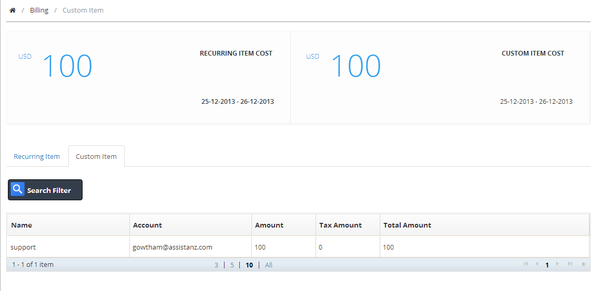 / Billing / Custom Item
USD 100 RECURRING ITEM COST
25-12-2013 - 26-12-2013
USD 100 CUSTOM ITEM COST
25-12-2013 - 26-12-2013
Recurring Item Custom Item
Search Filter
Name Account Amount Tax Amount Total Amount
support gowtham@assistanz.com 100 0 100
1 - 1 of 1 item 3 | 5 | 10 | All 1